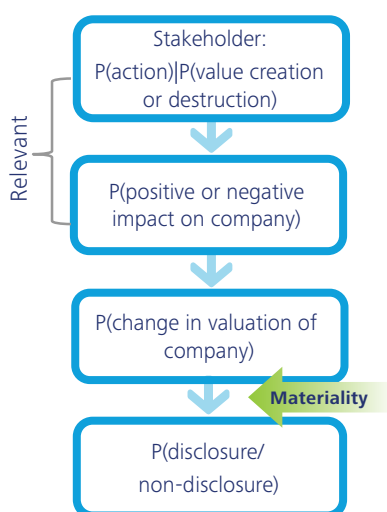 Stakeholder:
P(action)|P(value creation
or destruction)
Relevant
P(positive or negative
impact on company)
P(change in valuation of
company)
Materiality
P(disclosure/
non-disclosure)